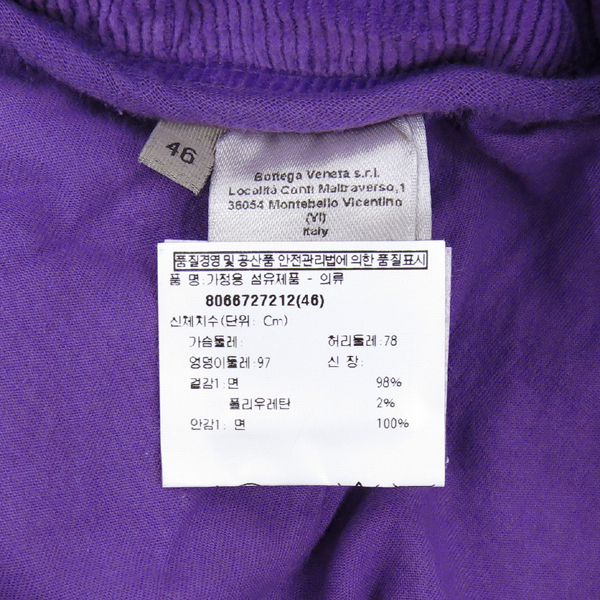 46
Bottega Veneta s.r.l.
Località Conti Maltraverso,1
36054 Montebello Vicentino
(VI)
Italy
품질경영 및 공산품 안전관리법에 의한 품질표시
품 명:가정용 섬유제품 - 의류
8066727212(46)
신체치수(단위: Cm)
가슴둘레: 허리둘레:78
엉덩이둘레:97 신 장:
겉감1: 면 98%
폴리우레탄 2%
안감1: 면 100%